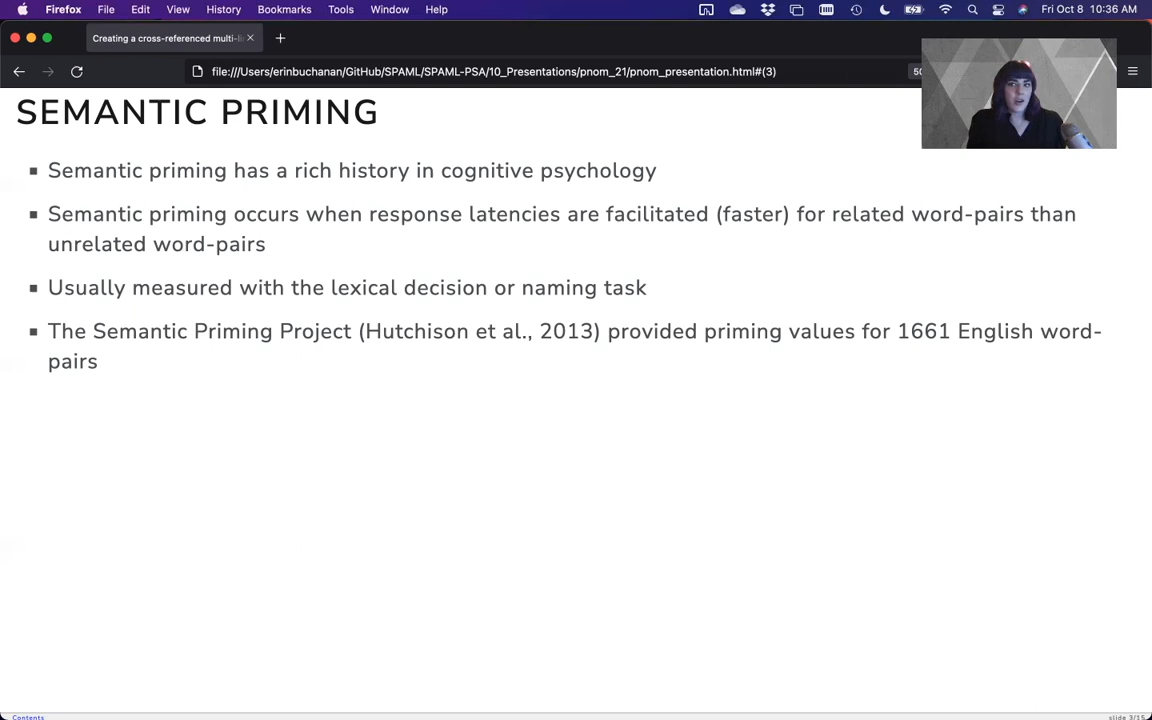 Firefox File Edit View History Bookmarks Tools Window Help Fri Oct 8 10:36 AM
Creating a cross-referenced multi-li
file:///Users/erinbuchanan/GitHub/SPAML/SPAML-PSA/10_Presentations/pnom_21/pnom_presentation.html#(3)
SEMANTIC PRIMING
Semantic priming has a rich history in cognitive psychology
Semantic priming occurs when response latencies are facilitated (faster) for related word-pairs than
unrelated word-pairs
Usually measured with the lexical decision or naming task
The Semantic Priming Project (Hutchison et al., 2013) provided priming values for 1661 English word-
pairs
Contents slide 3/15